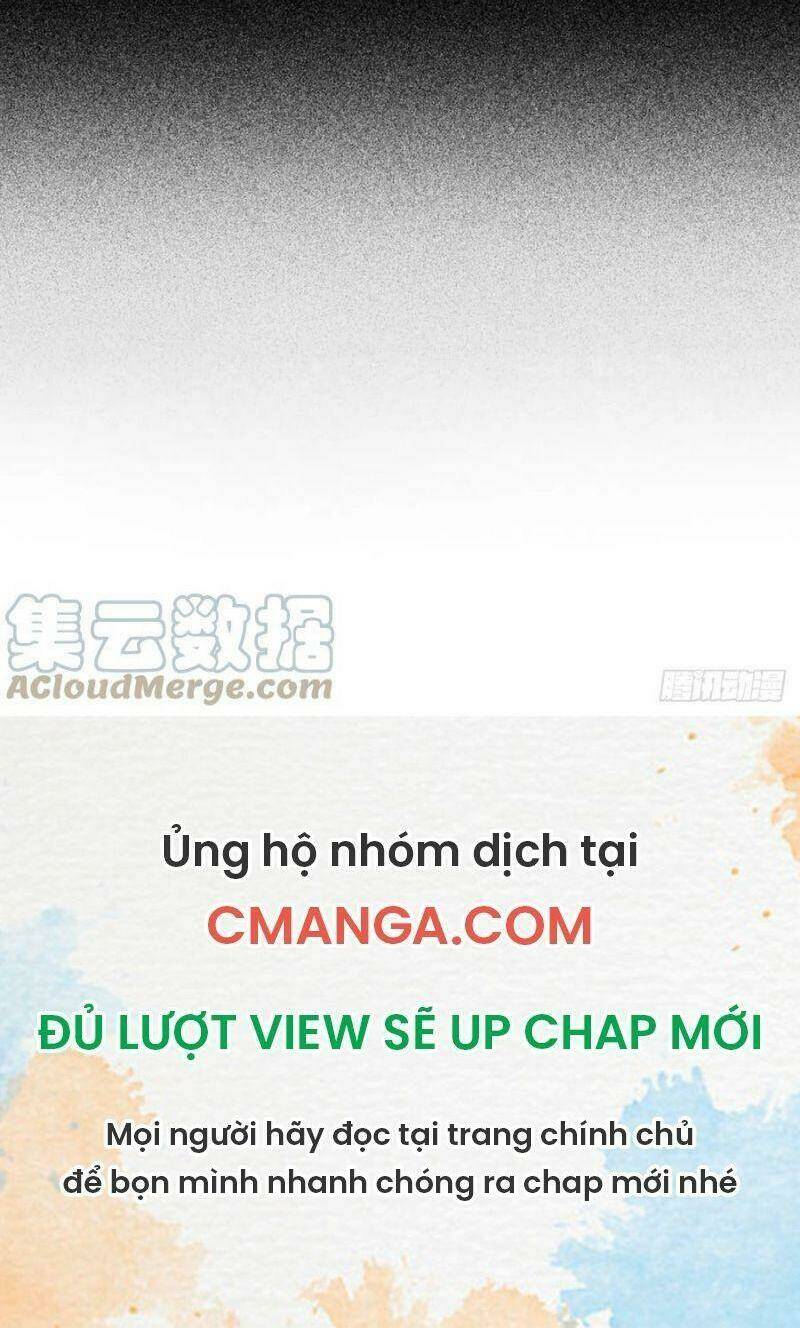 集云数据
ACloudMerge.com
腾讯动漫
Ủng hộ nhóm dịch tại
CMANGA.COM
ĐỦ LƯỢT VIEW SẼ UP CHAP MỚI
Mọi người hãy đọc tại trang chính chủ
để bọn mình nhanh chóng ra chap mới nhé